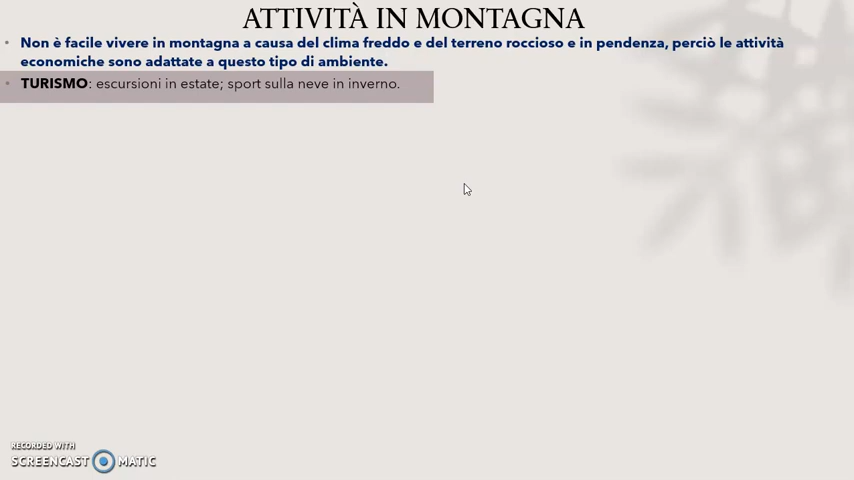 ATTIVITÀ IN MONTAGNA
• Non è facile vivere in montagna a causa del clima freddo e del terreno roccioso e in pendenza, perciò le attività
economiche sono adattate a questo tipo di ambiente.
• TURISMO: escursioni in estate; sport sulla neve in inverno.
RECORDED WITH
SCREENCAST MATIC